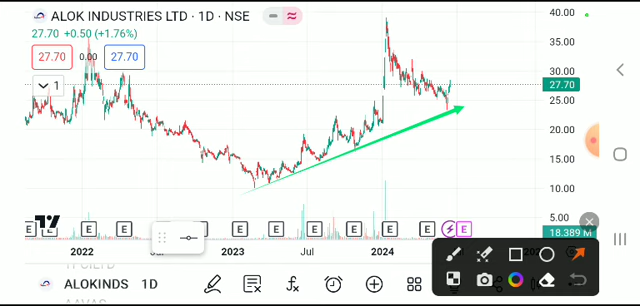 ALOK INDUSTRIES LTD · 1D · NSE
27.70 +0.50 (+1.76%)
27.70 0.00 27.70
1
40.00
35.00
30.00
27.70
25.00
20.00
15.00
10.00
5.00
18.389 M
E E E E E E E E E E
2022 2023 Jul 2024
ALOKINDS 1D
AAVAS